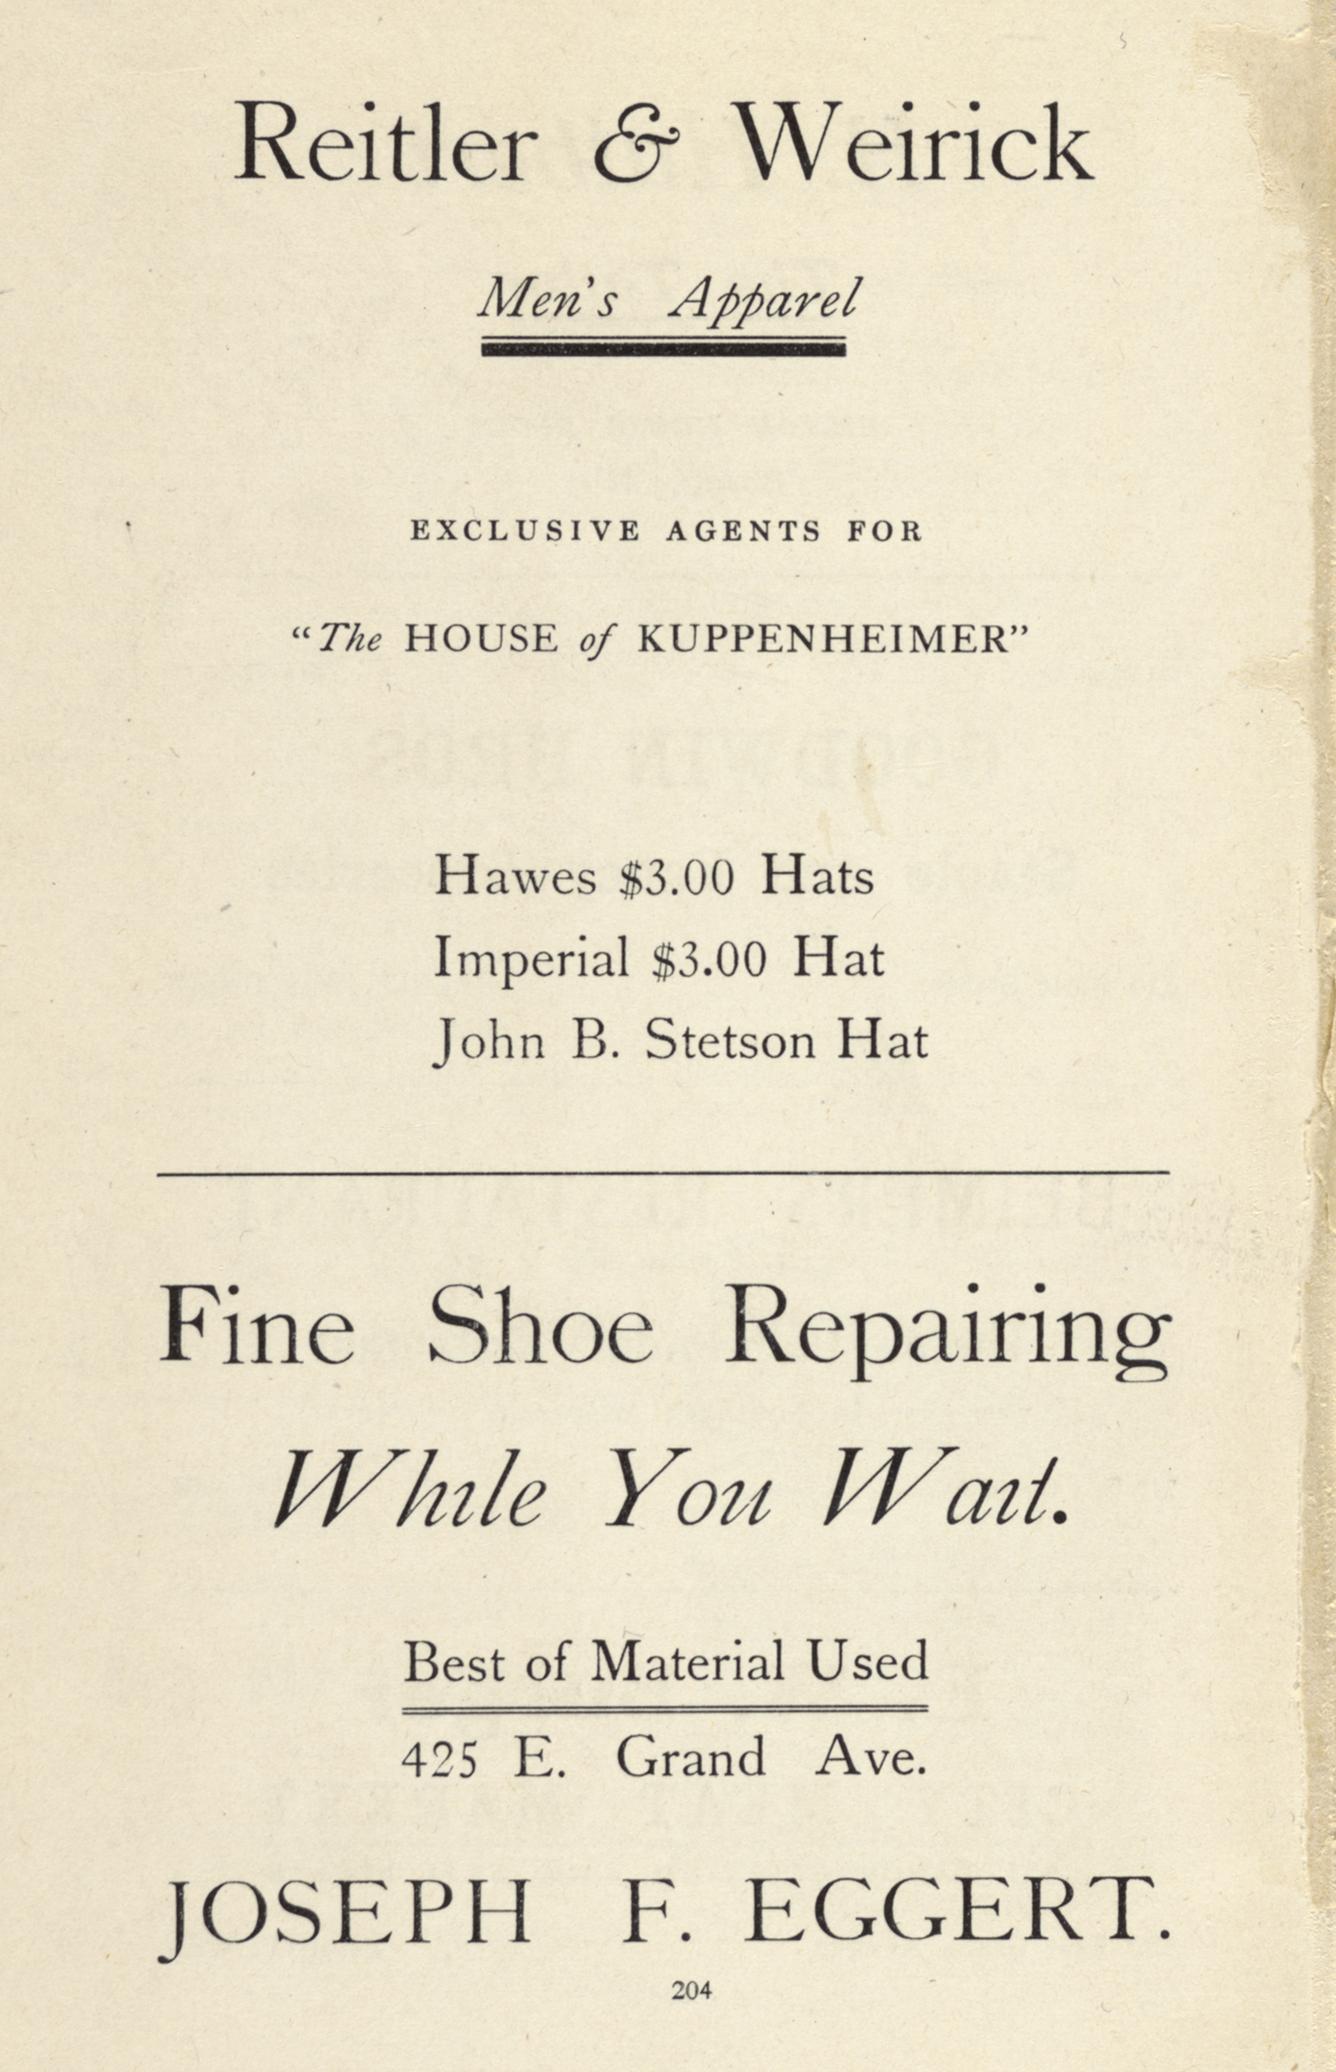 Reitler & Weirick
Men's Apparel
EXCLUSIVE AGENTS FOR
“The HOUSE of KUPPENHEIMER”
Hawes $3.00 Hats
Imperial $3.00 Hat
John B. Stetson Hat
Fine Shoe Repairing
While You Wait.
Best of Material Used
425 E. Grand Ave.
JOSEPH F. EGGERT.
204